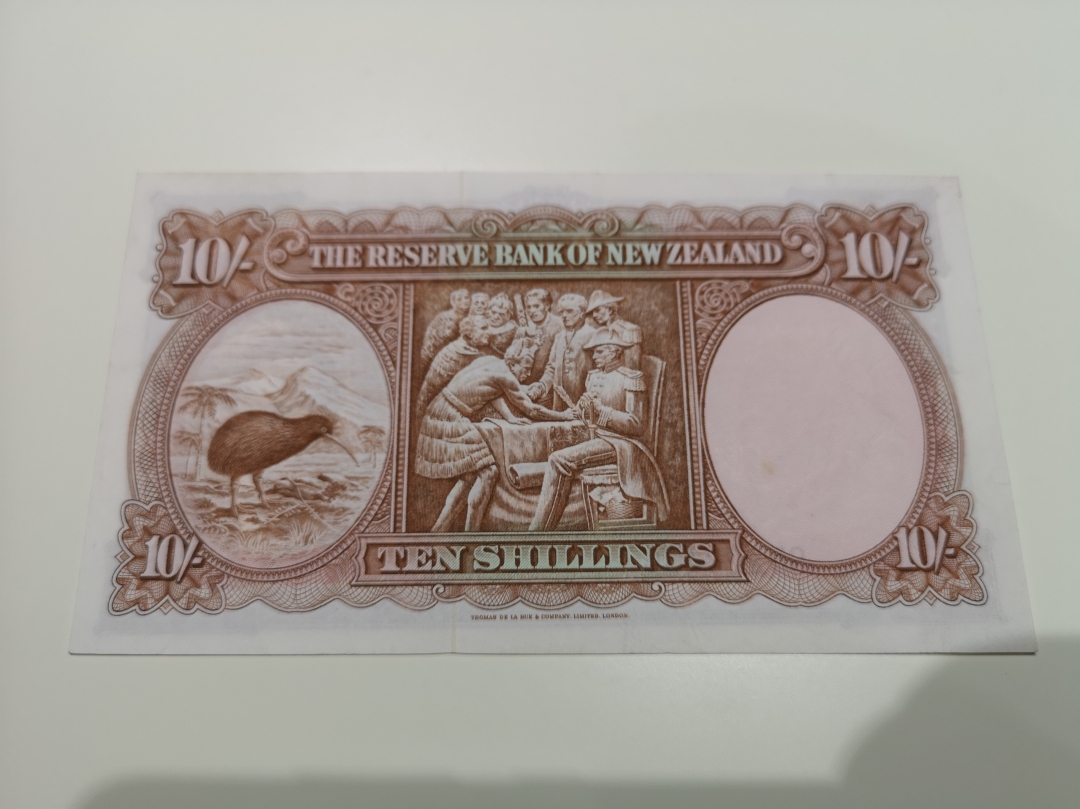 10/-
THE RESERVE BANK OF NEW ZEALAND
10/-
10/-
TEN SHILLINGS
10/-
THOMAS DE LA RUE & COMPANY, LIMITED, LONDON.